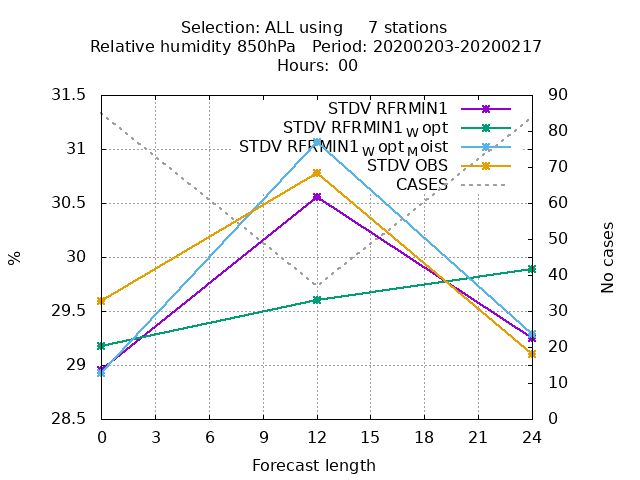 Selection: ALL using 7 stations
Relative humidity 850hPa Period: 20200203-20200217
Hours: 00
STDV RFRMIN1
STDV RFRMIN1_W opt
STDV RFRMIN1_W opt_M oist
STDV OBS
CASES
31.5
31
30.5
30
29.5
29
28.5
%
90
80
70
60
50
40
30
20
10
0
No cases
0 3 6 9 12 15 18 21 24
Forecast length